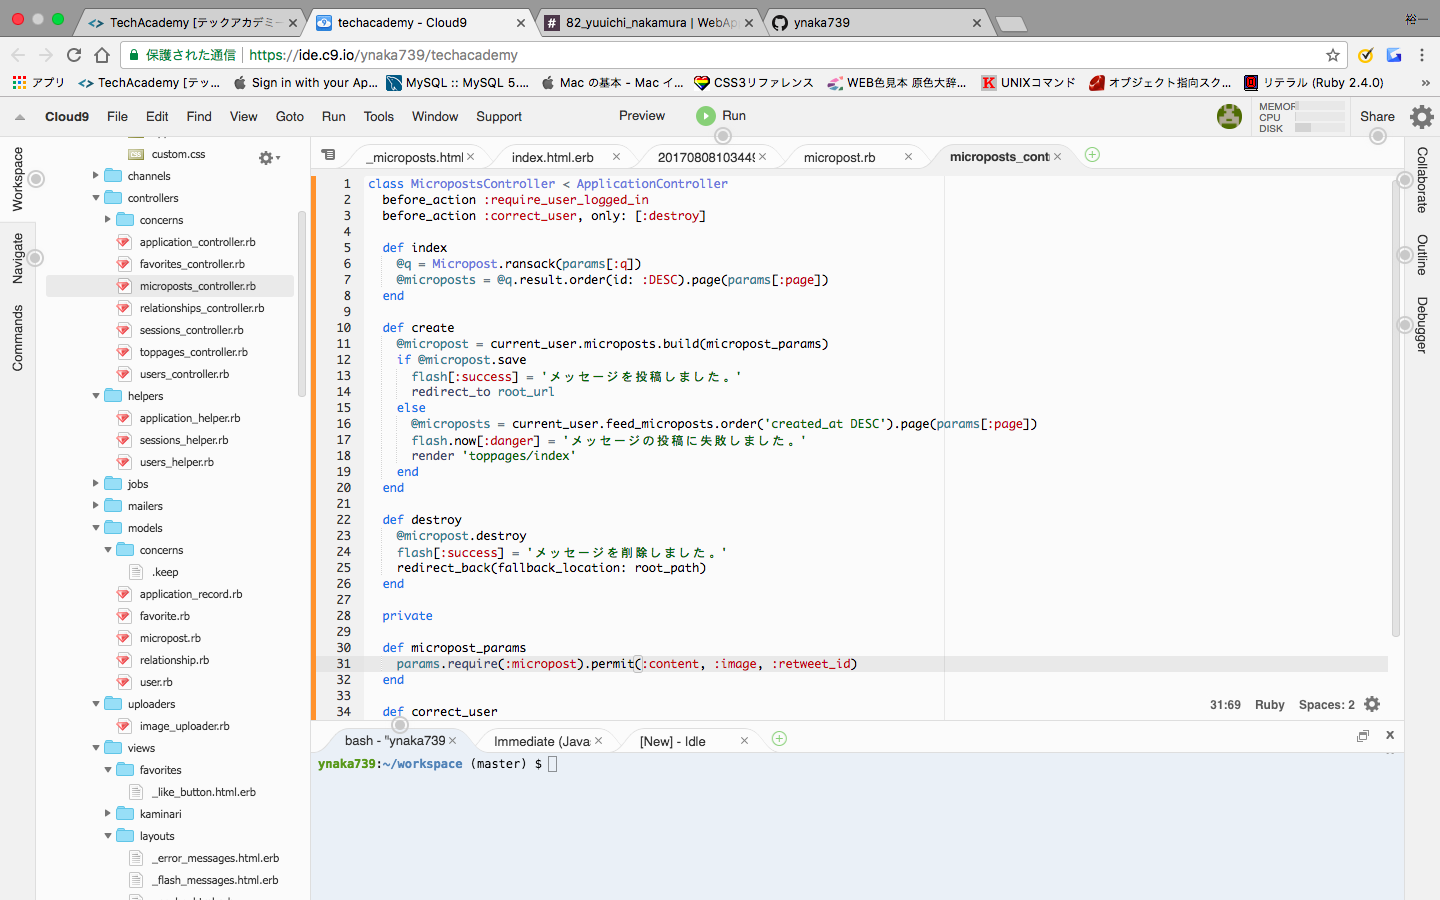 TechAcademy [テックアカデミー
techacademy - Cloud9
82_yuuichi_nakamura | WebAp
ynaka739
裕一
保護された通信
https://ide.c9.io/ynaka739/techacademy
アプリ
TechAcademy [テッ...
Sign in with your Ap...
MySQL :: MySQL 5....
Mac の基本 - Mac イ...
CSS3リファレンス
WEB色見本 原色大辞...
UNIXコマンド
オブジェクト指向スク...
リテラル (Ruby 2.4.0)
»
Cloud9 File Edit Find View Goto Run Tools Window Support
Preview
Run
MEMOR
CPU
DISK
Share
Workspace
Navigate
Commands
custom.css
channels
controllers
concerns
application_controller.rb
favorites_controller.rb
microposts_controller.rb
relationships_controller.rb
sessions_controller.rb
toppages_controller.rb
users_controller.rb
helpers
application_helper.rb
sessions_helper.rb
users_helper.rb
jobs
mailers
models
concerns
.keep
application_record.rb
favorite.rb
micropost.rb
relationship.rb
user.rb
uploaders
image_uploader.rb
views
favorites
_like_button.html.erb
kaminari
layouts
_error_messages.html.erb
_flash_messages.html.erb
_microposts.html
index.html.erb
20170808103449
micropost.rb
microposts_cont
1 class MicropostsController < ApplicationController
2   before_action :require_user_logged_in
3   before_action :correct_user, only: [:destroy]
4
5   def index
6     @q = Micropost.ransack(params[:q])
7     @microposts = @q.result.order(id: :DESC).page(params[:page])
8   end
9
10   def create
11     @micropost = current_user.microposts.build(micropost_params)
12     if @micropost.save
13       flash[:success] = 'メッセージを投稿しました。'
14       redirect_to root_url
15     else
16       @microposts = current_user.feed_microposts.order('created_at DESC').page(params[:page])
17       flash.now[:danger] = 'メッセージの投稿に失敗しました。'
18       render 'toppages/index'
19     end
20   end
21
22   def destroy
23     @micropost.destroy
24     flash[:success] = 'メッセージを削除しました。'
25     redirect_back(fallback_location: root_path)
26   end
27
28   private
29
30   def micropost_params
31     params.require(:micropost).permit(:content, :image, :retweet_id)
32   end
33
34   def correct_user
31:69 Ruby Spaces: 2
Collaborate
Outline
Debugger
bash - "ynaka739
Immediate (Javas
[New] - Idle
ynaka739:~/workspace (master) $